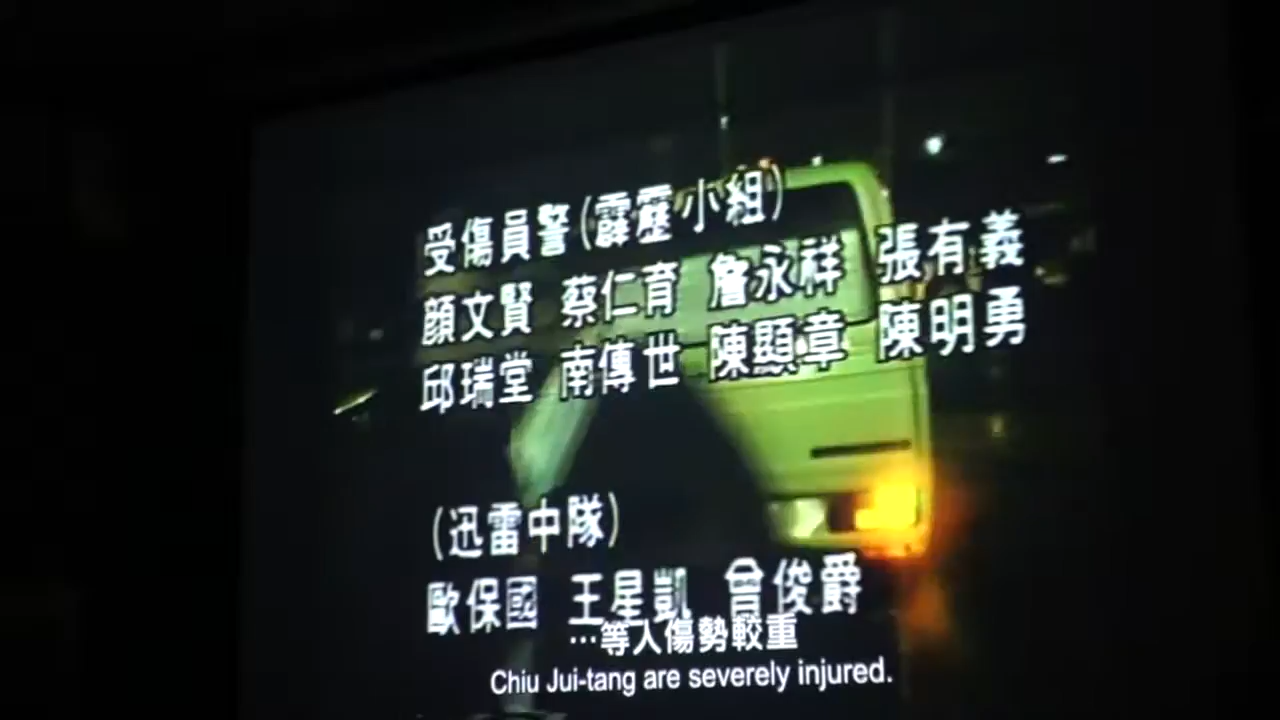 受傷員警(霹靂小組)
顏文賢 蔡仁育 詹永祥 張有義
邱瑞堂 南傳世 陳顯章 陳明勇
(迅雷中隊)
歐保國 王星凱 曾俊爵
…等人傷勢較重
Chiu Jui-tang are severely injured.